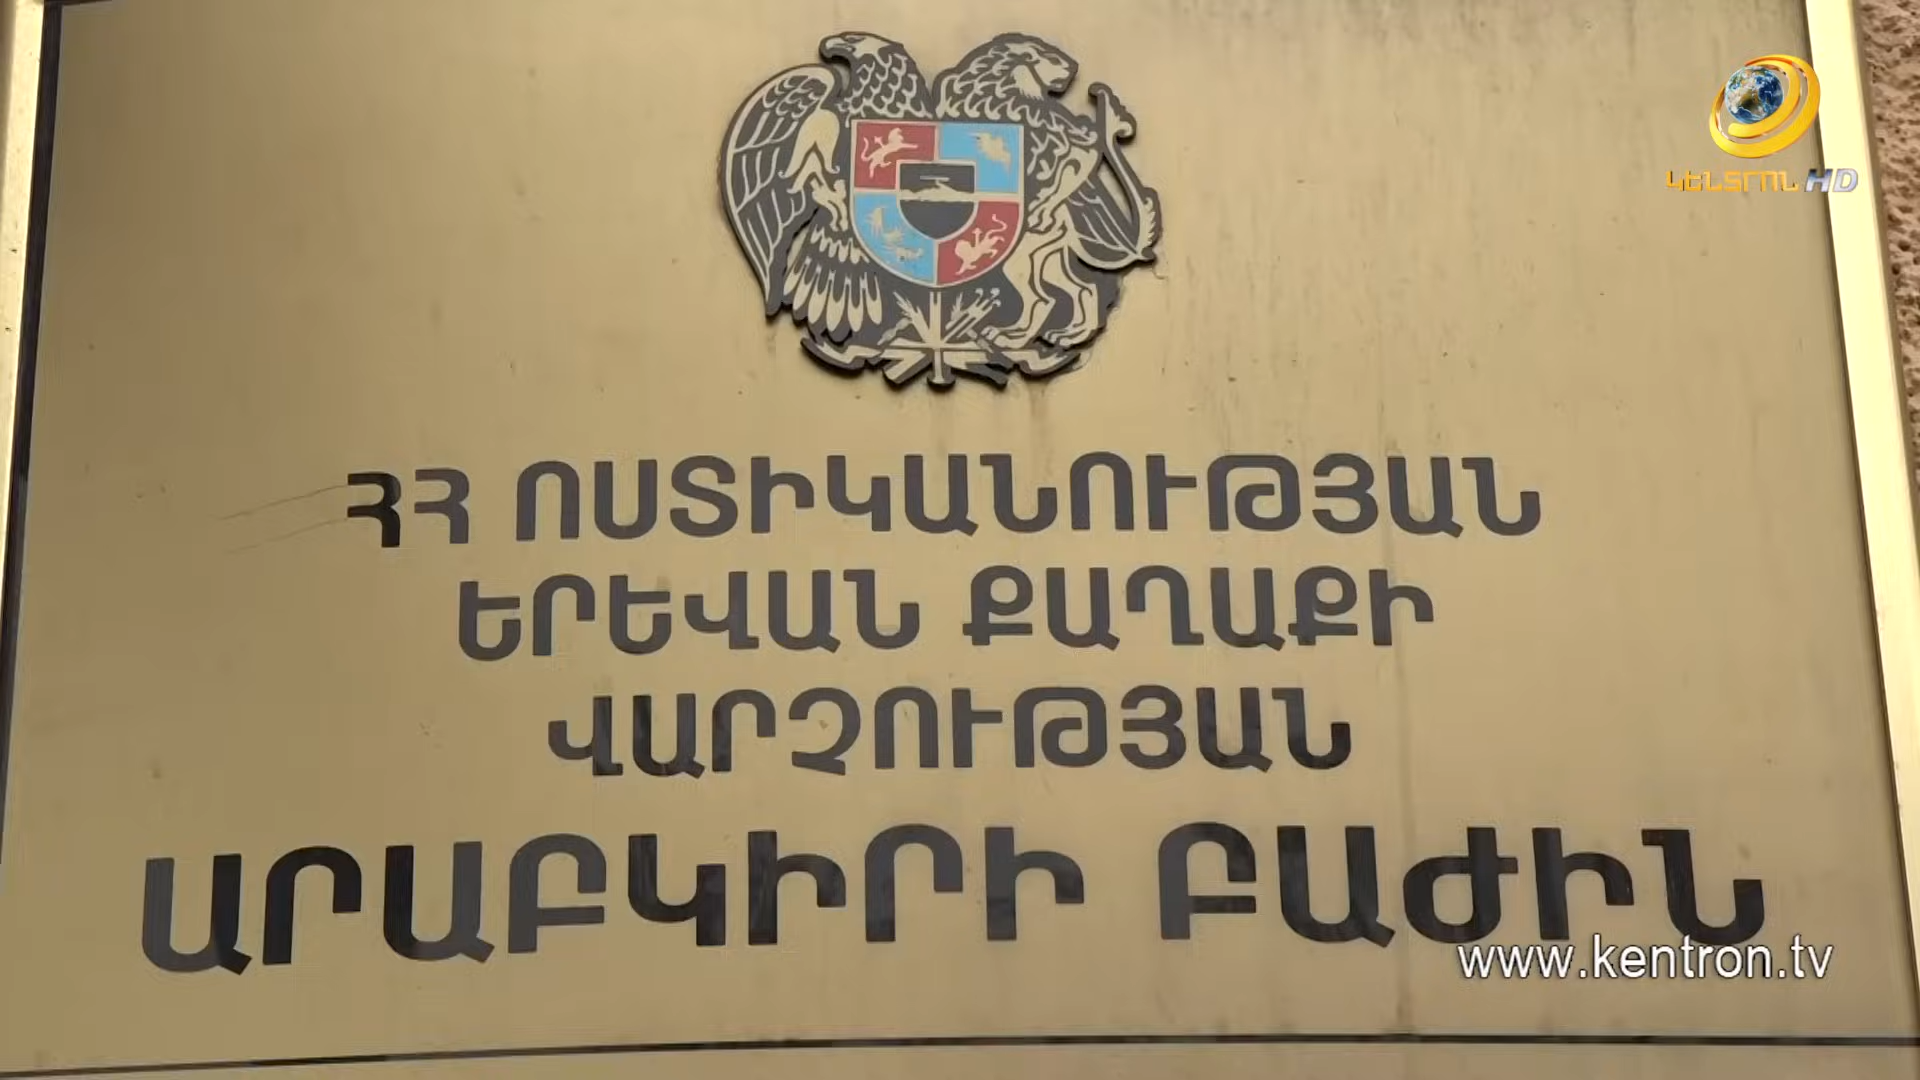 ԿԵՆՏՐՈՆ HD
ՀՀ ՈՍՏԻԿԱՆՈՒԹՅԱՆ
ԵՐԵՎԱՆ ՔԱՂԱՔԻ
ՎԱՐՉՈՒԹՅԱՆ
ԱՐԱԲԿԻՐԻ ԲԱԺԻՆ
www.kentron.tv